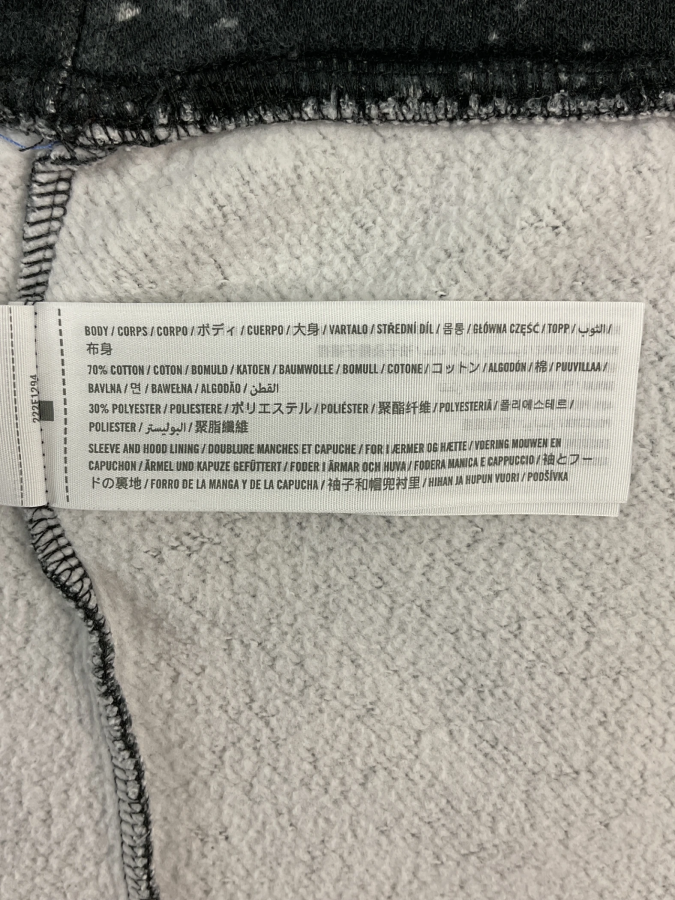 BODY / CORPS / CORPO / ボディ / CUERPO / 大身 / VARTALO / STŘEDNÍ DÍL / 몸통 / GŁÓWNA CZĘŚĆ / TOPP / الثوب /
布身
70% COTTON / COTON / BOMULD / KATOEN / BAUMWOLLE / BOMULL / COTONE / コットン / ALGODÓN / 棉 / PUUVILLAA /
BAVLNA / 면 / BAWEŁNA / ALGODÃO / القطن
30% POLYESTER / POLIESTERE / ポリエステル / POLIÉSTER / 聚酯纤维 / POLYESTERIÄ / 폴리에스테르 /
POLIESTER / البوليستر / 聚脂纖維
SLEEVE AND HOOD LINING / DOUBLURE MANCHES ET CAPUCHE / FOR I ÆRMER OG HÆTTE / VOERING MOUWEN EN
CAPUCHON / ÄRMEL UND KAPUZE GEFÜTTERT / FODER I ÄRMAR OCH HUVA / FODERA MANICA E CAPPUCCIO / 袖とフー
ドの裏地 / FORRO DE LA MANGA Y DE LA CAPUCHA / 袖子和帽兜衬里 / HIHAN JA HUPUN VUORI / PODŠÍVKA
222E1294